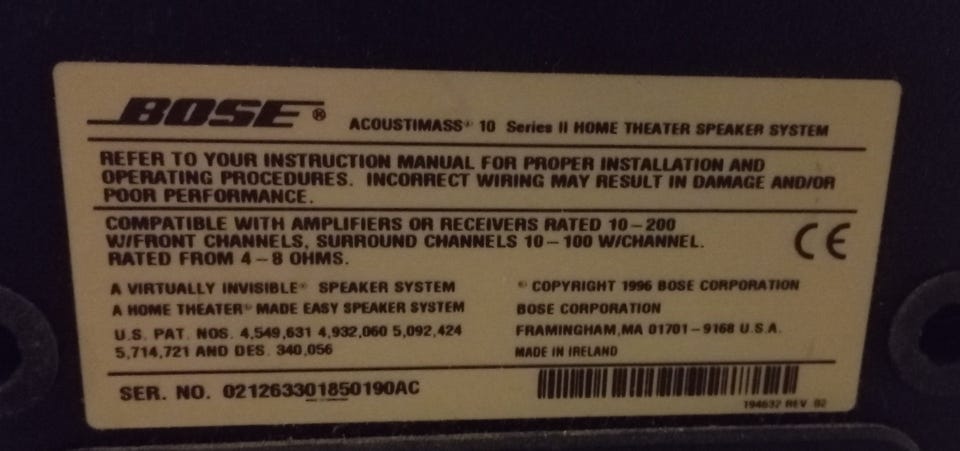 BOSE® ACOUSTIMASS® 10 Series II HOME THEATER SPEAKER SYSTEM
REFER TO YOUR INSTRUCTION MANUAL FOR PROPER INSTALLATION AND
OPERATING PROCEDURES. INCORRECT WIRING MAY RESULT IN DAMAGE AND/OR
POOR PERFORMANCE.
COMPATIBLE WITH AMPLIFIERS OR RECEIVERS RATED 10-200
W/FRONT CHANNELS, SURROUND CHANNELS 10-100 W/CHANNEL.
RATED FROM 4-8 OHMS.
CE
A VIRTUALLY INVISIBLE® SPEAKER SYSTEM
A HOME THEATER® MADE EASY SPEAKER SYSTEM
U.S. PAT. NOS. 4,549,631 4,932,060 5,092,424
5,714,721 AND DES. 340,056
© COPYRIGHT 1996 BOSE CORPORATION
BOSE CORPORATION
FRAMINGHAM,MA 01701-9168 U.S.A.
MADE IN IRELAND
SER. NO. 021263301850190AC
194637 REV 02